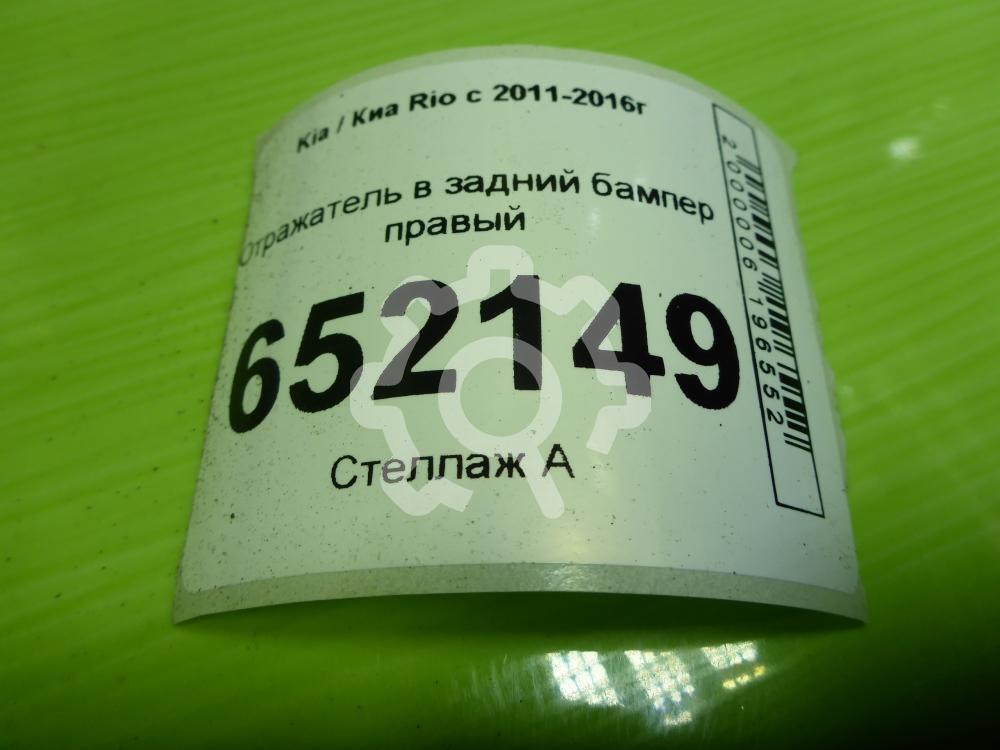 Kia / Киа Rio с 2011-2016г
Отражатель в задний бампер
правый
652149
Стеллаж А
2000006196552